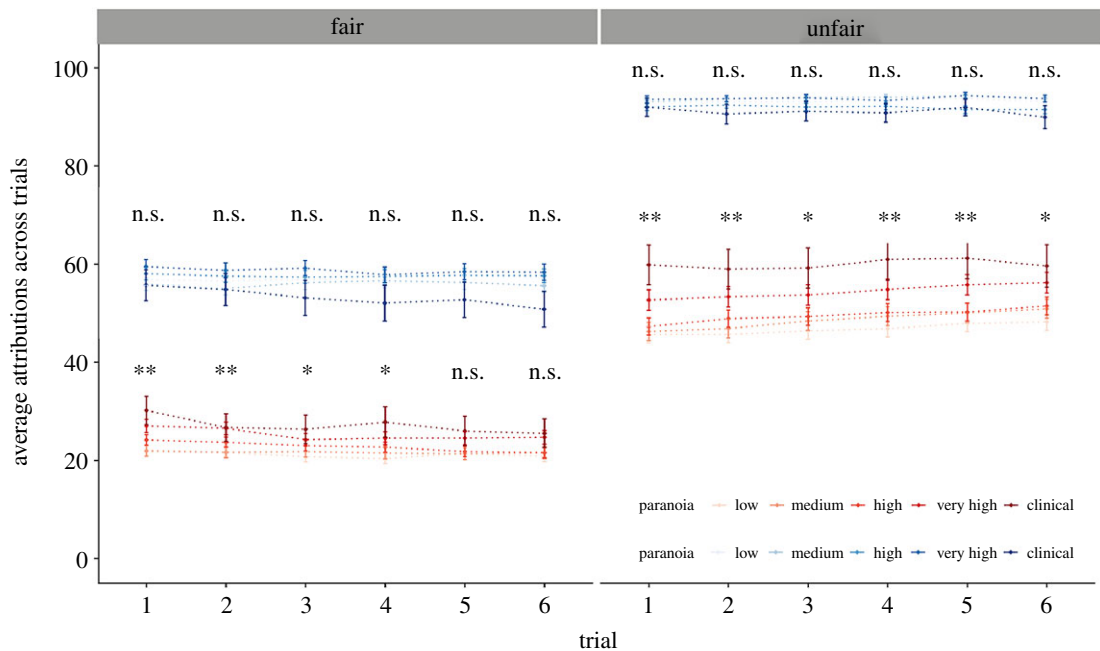 fair
unfair
average attributions across trials
100
80
60
40
20
0
n.s. n.s. n.s. n.s. n.s. n.s.
** ** * * n.s. n.s.
n.s. n.s. n.s. n.s. n.s. n.s.
** ** * ** ** *
paranoia low medium high very high clinical
paranoia low medium high very high clinical
1 2 3 4 5 6
1 2 3 4 5 6
trial